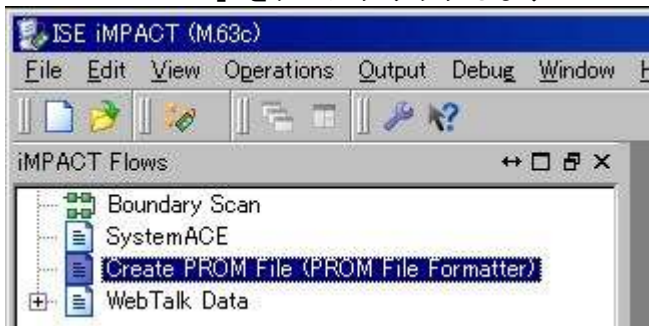 ISE iMPACT (M.63c)
File Edit View Operations Output Debug Window
iMPACT Flows
Boundary Scan
SystemACE
Create PROM File (PROM File Formatter)
WebTalk Data